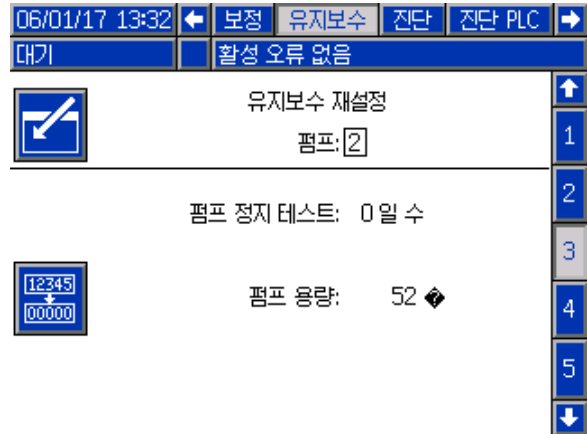 06/01/17 13:32 보정 유지보수 진단 진단 PLC
대기 활성 오류 없음
유지보수 재설정
펌프: 2
1
2
펌프 정지 테스트: 0 일 수
3
12345
00000
펌프 용량: 52 �
4
5